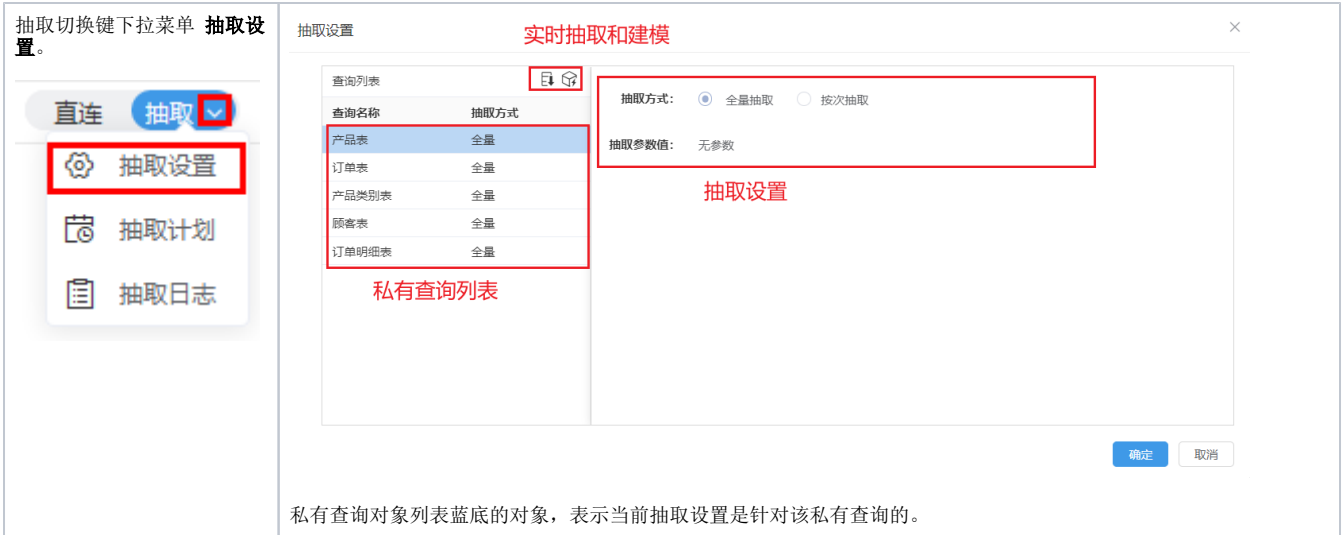 抽取切换键下拉菜单 抽取设
置。
直连 抽取
抽取设置
抽取计划
抽取日志
抽取设置
实时抽取和建模
查询列表
查询名称 抽取方式
产品表 全量
订单表 全量
产品类别表 全量
顾客表 全量
订单明细表 全量
私有查询列表
抽取方式： 全量抽取 按次抽取
抽取参数值： 无参数
抽取设置
确定 取消
私有查询对象列表蓝底的对象，表示当前抽取设置是针对该私有查询的。